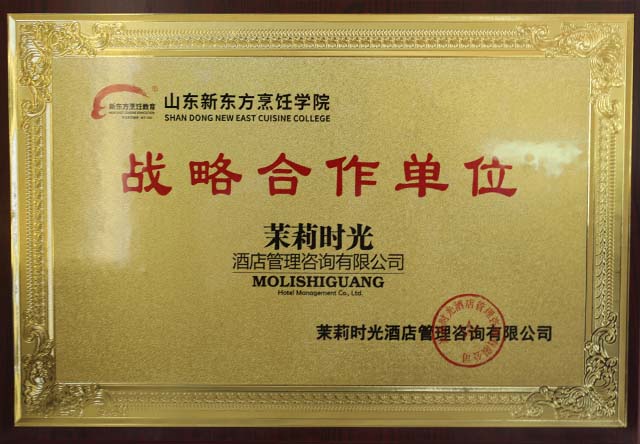 新东方烹饪教育
山东新东方烹饪学院
SHAN DONG NEW EAST CUISINE COLLEGE
战略合作单位
茉莉时光
酒店管理咨询有限公司
MOLISHIGUANG
Hotel Management Co., Ltd.
茉莉时光酒店管理咨询有限公司